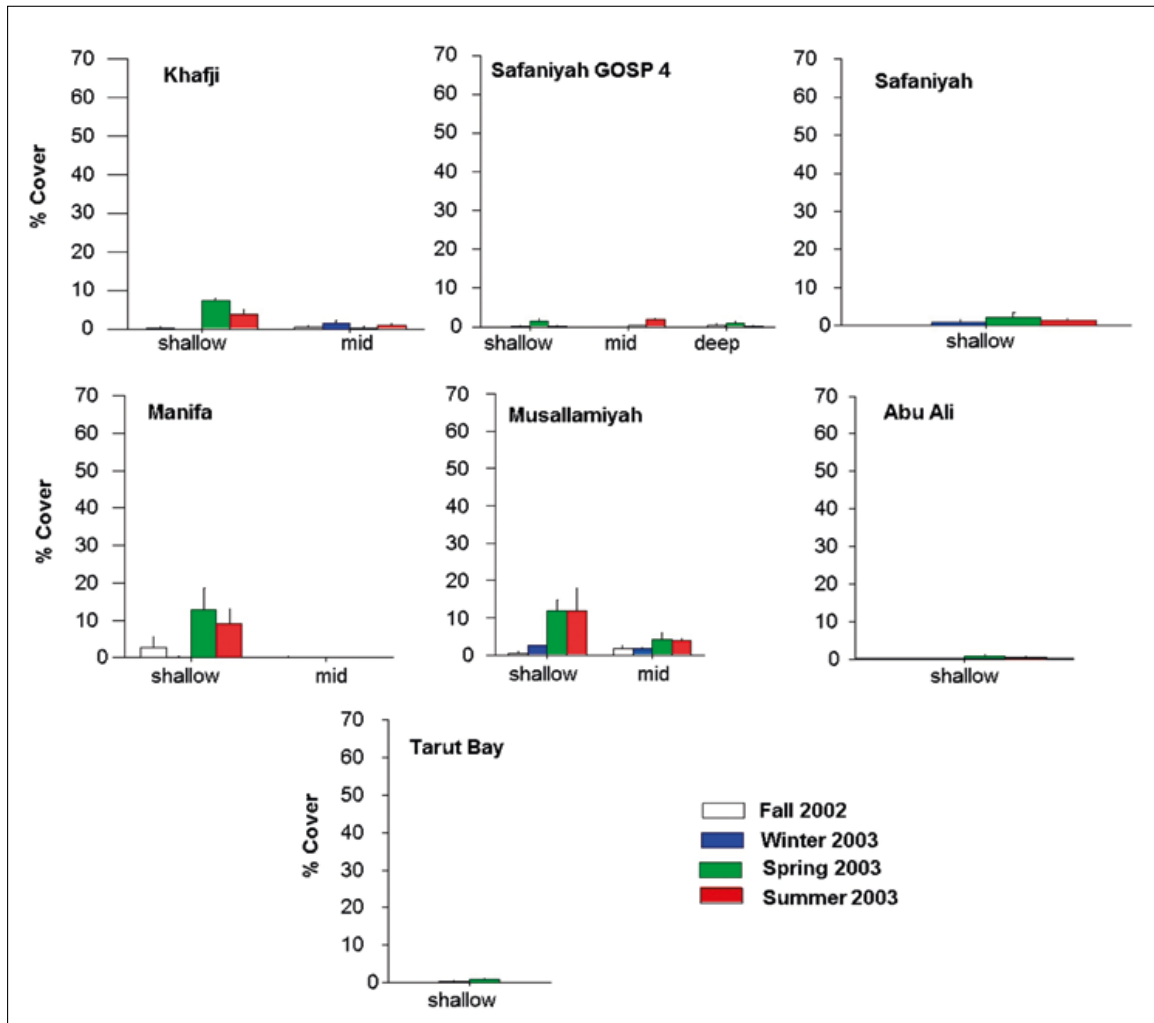 Khafji
% Cover
70
60
50
40
30
20
10
0
shallow mid
Safaniyah GOSP 4
70
60
50
40
30
20
10
0
shallow mid deep
Safaniyah
70
60
50
40
30
20
10
0
shallow
Manifa
% Cover
70
60
50
40
30
20
10
0
shallow mid
Musallamiyah
70
60
50
40
30
20
10
0
shallow mid
Abu Ali
70
60
50
40
30
20
10
0
shallow
Tarut Bay
% Cover
70
60
50
40
30
20
10
0
shallow
Fall 2002
Winter 2003
Spring 2003
Summer 2003